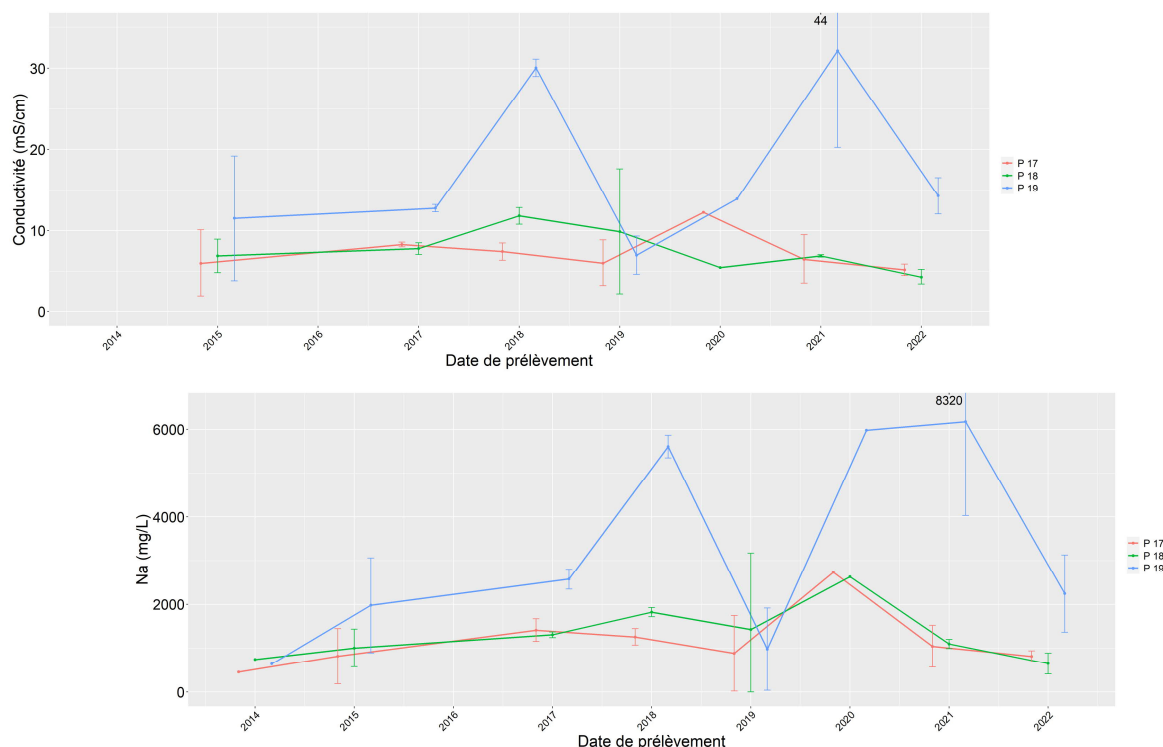 44
Conductivité (mS/cm)
30
20
10
0
P 17
P 18
P 19
2014
2015
2016
2017
2018
2019
2020
2021
2022
Date de prélèvement
8320
Na (mg/L)
6000
4000
2000
0
P 17
P 18
P 19
2014
2015
2016
2017
2018
2019
2020
2021
2022
Date de prélèvement